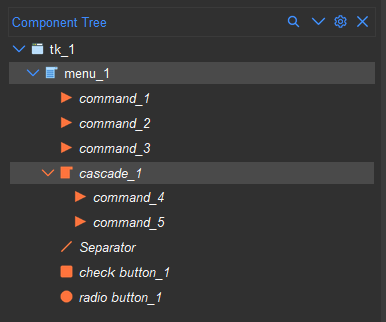 Component Tree
tk_1
menu_1
command_1
command_2
command_3
cascade_1
command_4
command_5
Separator
check button_1
radio button_1